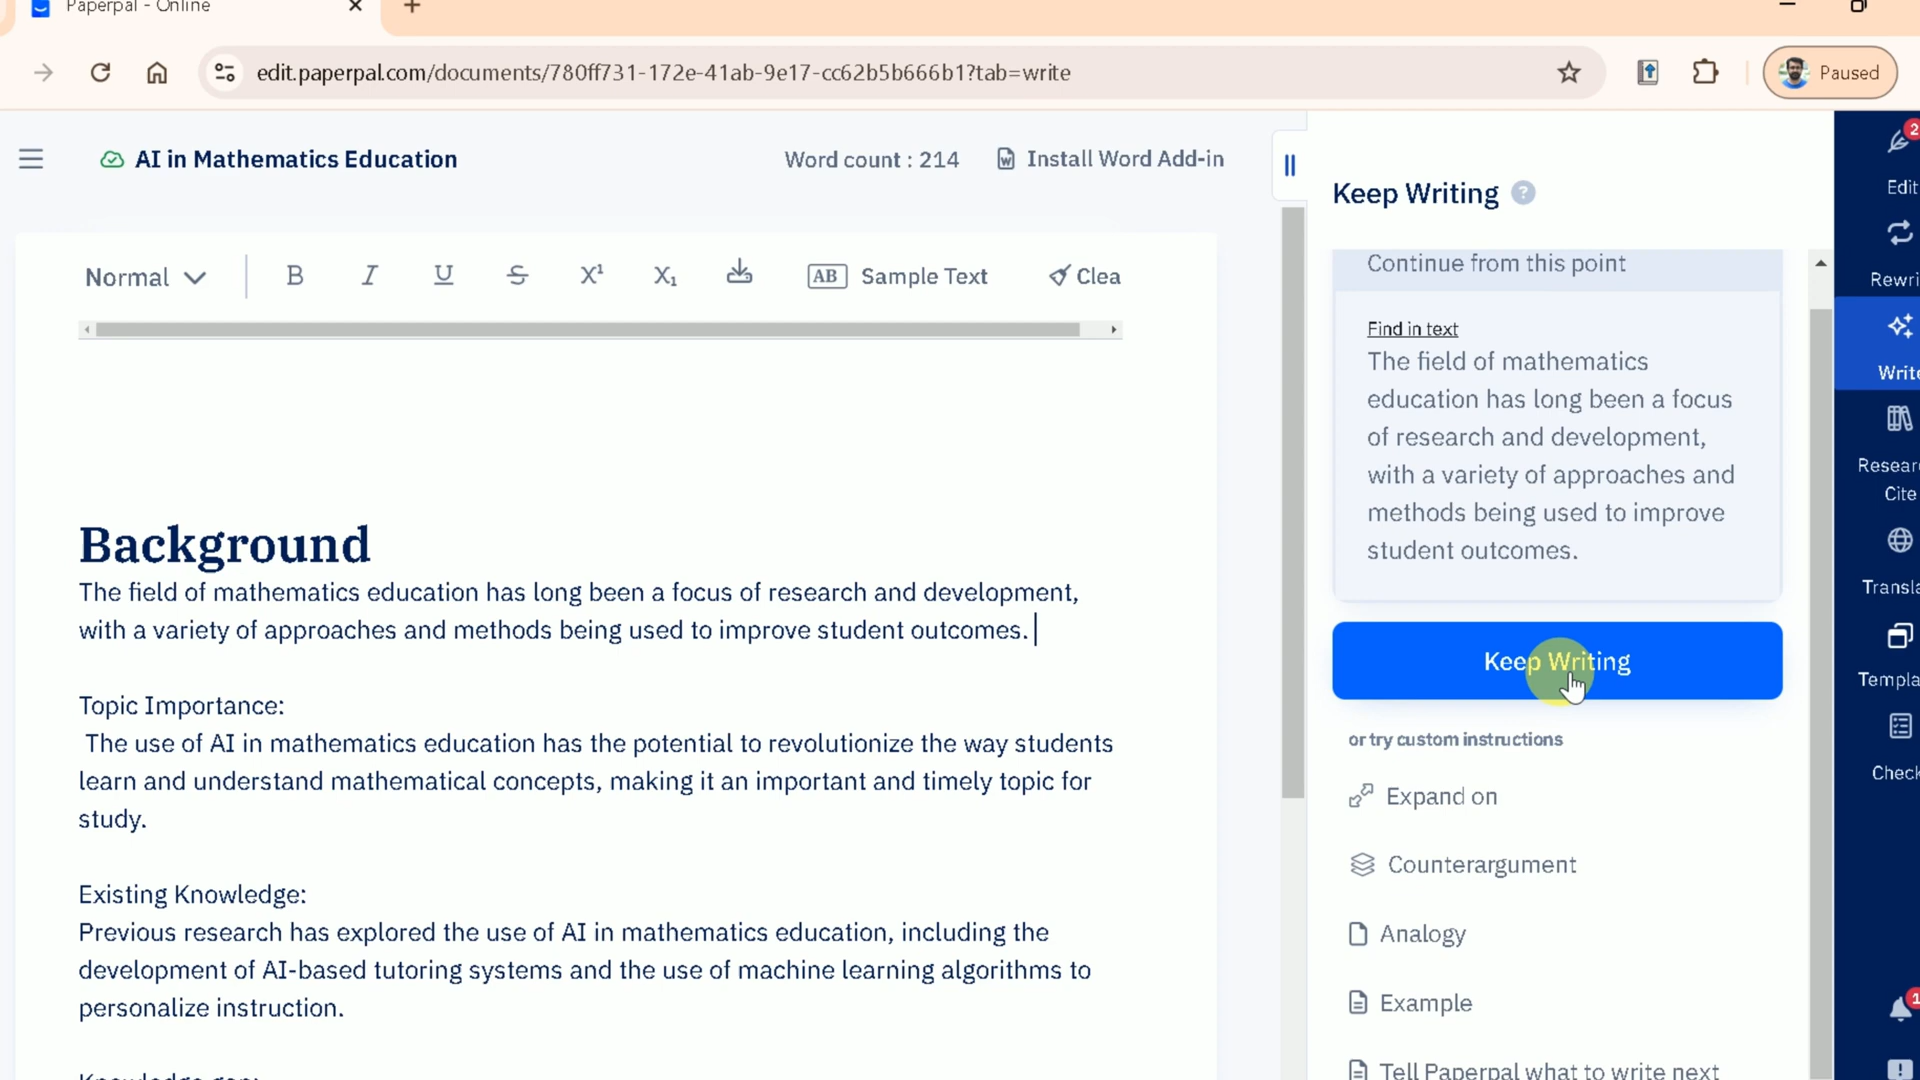 Paperpal - Online
edit.paperpal.com/documents/780ff731-172e-41ab-9e17-cc62b5b666b1?tab=write
Paused
AI in Mathematics Education
Word count : 214
Install Word Add-in
Normal
B
I
U
S
X¹
X₁
AB Sample Text
Clea
Background
The field of mathematics education has long been a focus of research and development,
with a variety of approaches and methods being used to improve student outcomes.
Topic Importance:
The use of AI in mathematics education has the potential to revolutionize the way students
learn and understand mathematical concepts, making it an important and timely topic for
study.
Existing Knowledge:
Previous research has explored the use of AI in mathematics education, including the
development of AI-based tutoring systems and the use of machine learning algorithms to
personalize instruction.
Knowledge gap:
Keep Writing ?
Continue from this point
Find in text
The field of mathematics
education has long been a focus
of research and development,
with a variety of approaches and
methods being used to improve
student outcomes.
Keep Writing
or try custom instructions
Expand on
Counterargument
Analogy
Example
Tell Paperpal what to write next
2
Edit
Rewri
Write
Resear
Cite
Transla
Templa
Check
1